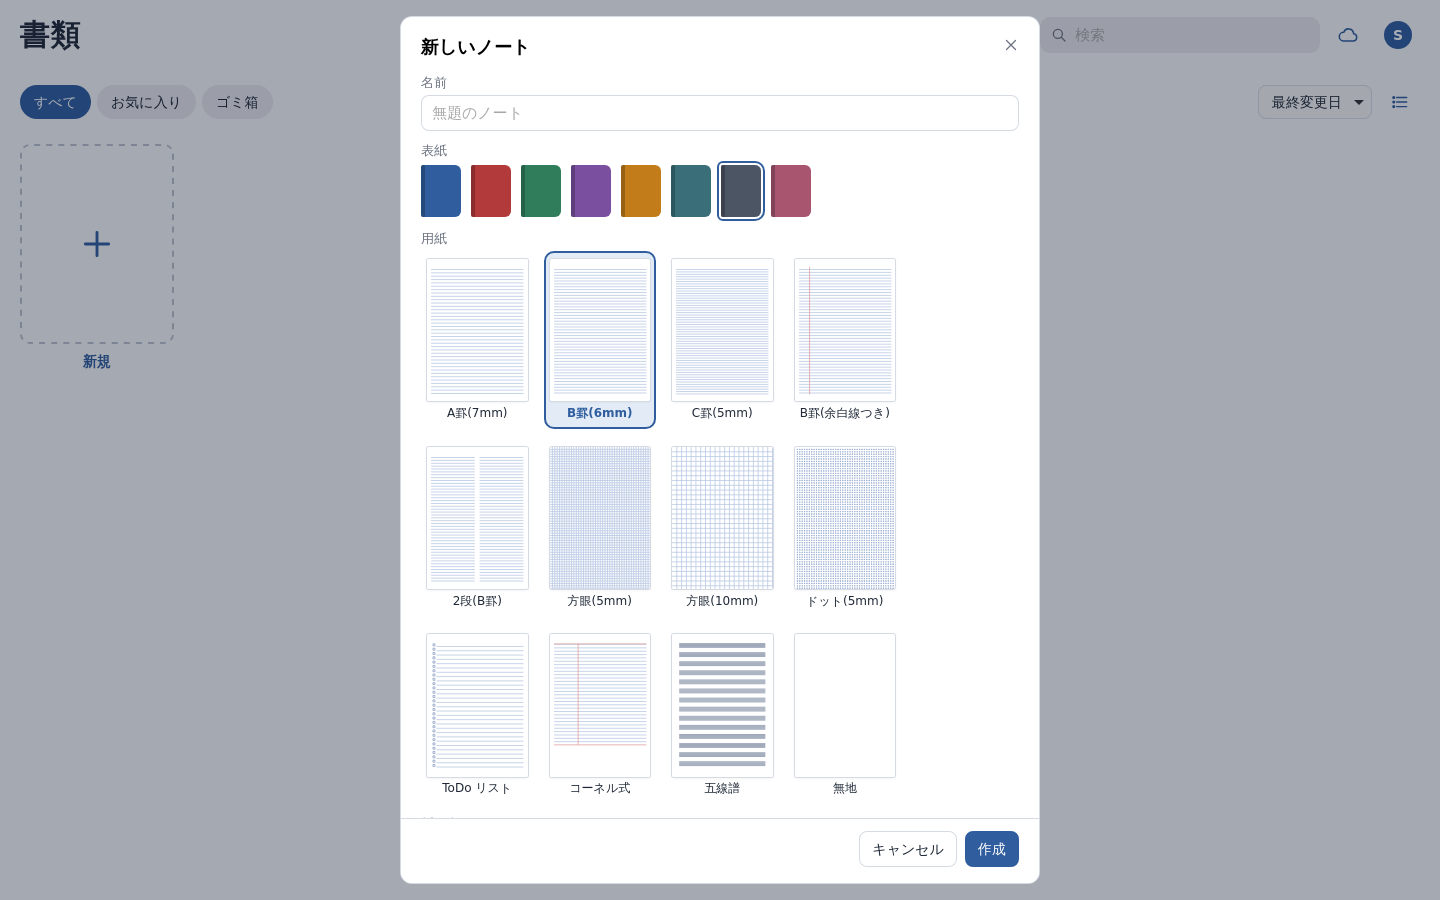 書類
検索
S
すべて
お気に入り
ゴミ箱
最終変更日
新規
新しいノート
名前
無題のノート
表紙
用紙
A罫(7mm)
B罫(6mm)
C罫(5mm)
B罫(余白線つき)
2段(B罫)
方眼(5mm)
方眼(10mm)
ドット(5mm)
ToDo リスト
コーネル式
五線譜
無地
キャンセル
作成